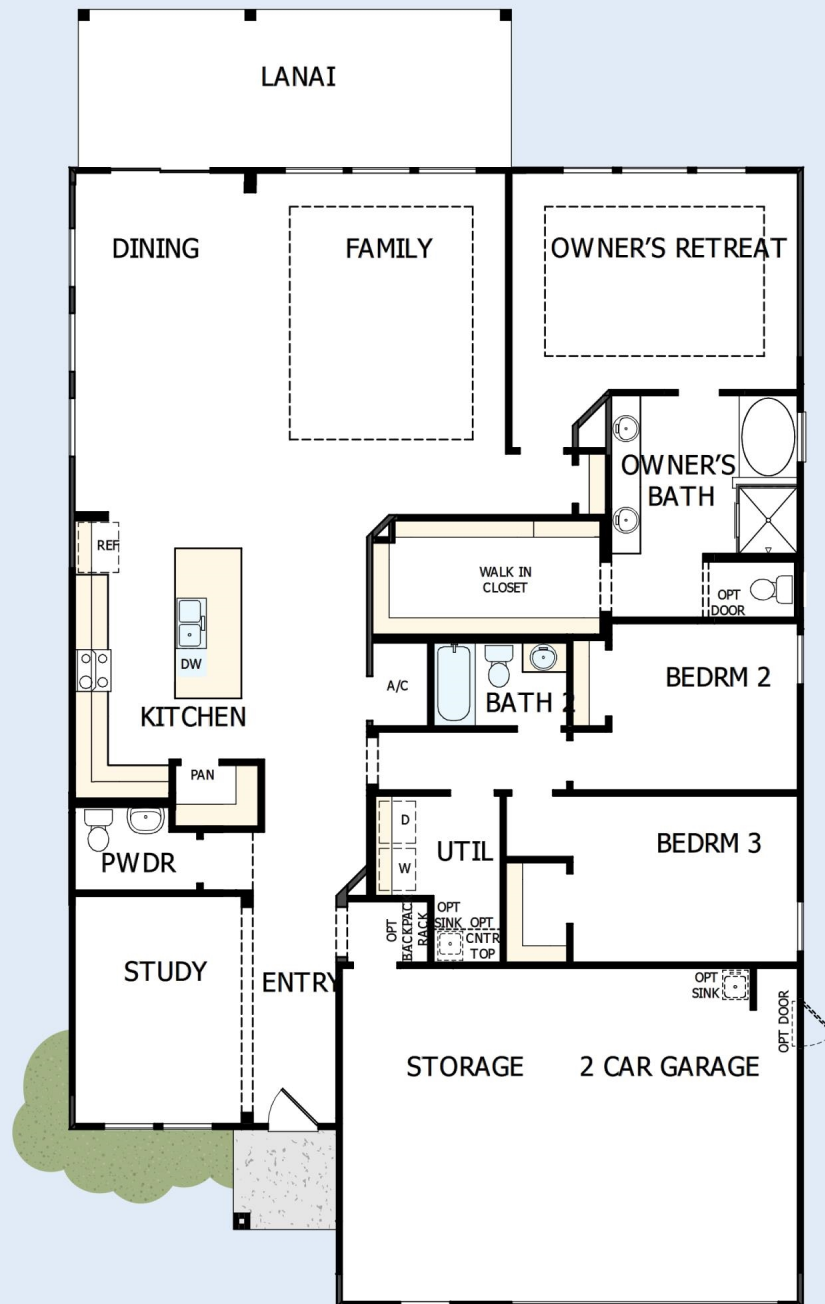 LANAI
DINING
FAMILY
OWNER'S RETREAT
OWNER'S
BATH
REF
WALK IN
CLOSET
OPT
DOOR
DW
A/C
BATH 2
BEDRM 2
KITCHEN
PAN
D
W
UTIL
BEDRM 3
PWDR
OPT
SINK
OPT
CNTR
TOP
OPT
BACKPAC
RACK
STUDY
ENTRY
OPT
SINK
OPT DOOR
STORAGE
2 CAR GARAGE